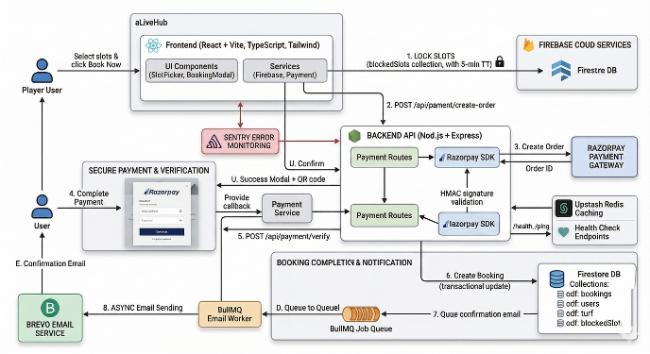 aLiveHub
Frontend (React + Vite, TypeScript, Tailwind)
UI Components
(SlotPicker, BookingModal)
Services
(Firebase, Payment)
Select slots &
click Book Now
Player User
1. LOCK SLOTS
(blockedSlots collection, with 5-min TT)
FIREBASE COUD SERVICES
Firestre DB
2. POST /api/pament/create-order
SENTRY ERROR
MONITORING
BACKEND API (Nod.js + Express)
Payment Routes
Razorpay SDK
3. Create Order
Order ID
RAZORPAY
PAYMENT
GATEWAY
U. Confirm
HMAC signature
validation
Payment Routes
/azorpay SDK
SECURE PAYMENT & VERIFICATION
Razorpay
U. Success Modal + QR code
4. Complete
Payment
User
Provide
callback
Payment
Service
5. POST /api/payment/verify
Upstash Redis
Caching
/health, /ping
Health Check
Endpoints
E. Confirmation Email
BOOKING COMPLETION & NOTIFICATION
6. Create Booking
(transactional update)
Firestore DB
Collections:
odf: bookings
odf: users
odf: turf
odf: blockedSlot
B
BREVO EMAIL
SERVICE
8. ASYNC Email Sending
BullMQ
Email Worker
D. Queue to Queuel
BullMQ Job Queue
7. Quue confirmation email